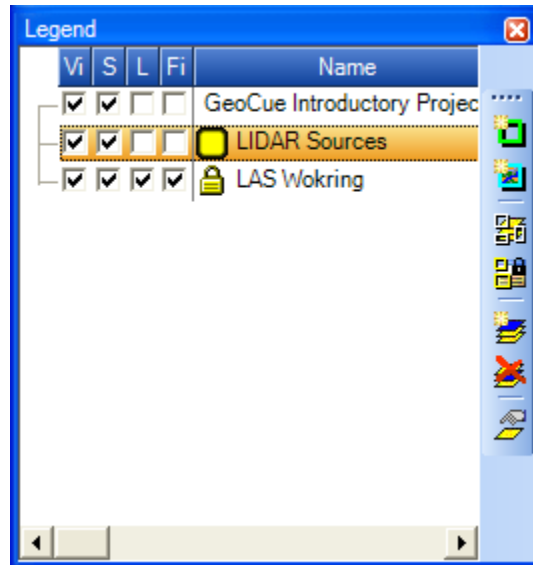 Legend
Vi S L Fi Name
GeoCue Introductory Projec
LIDAR Sources
LAS Wokring